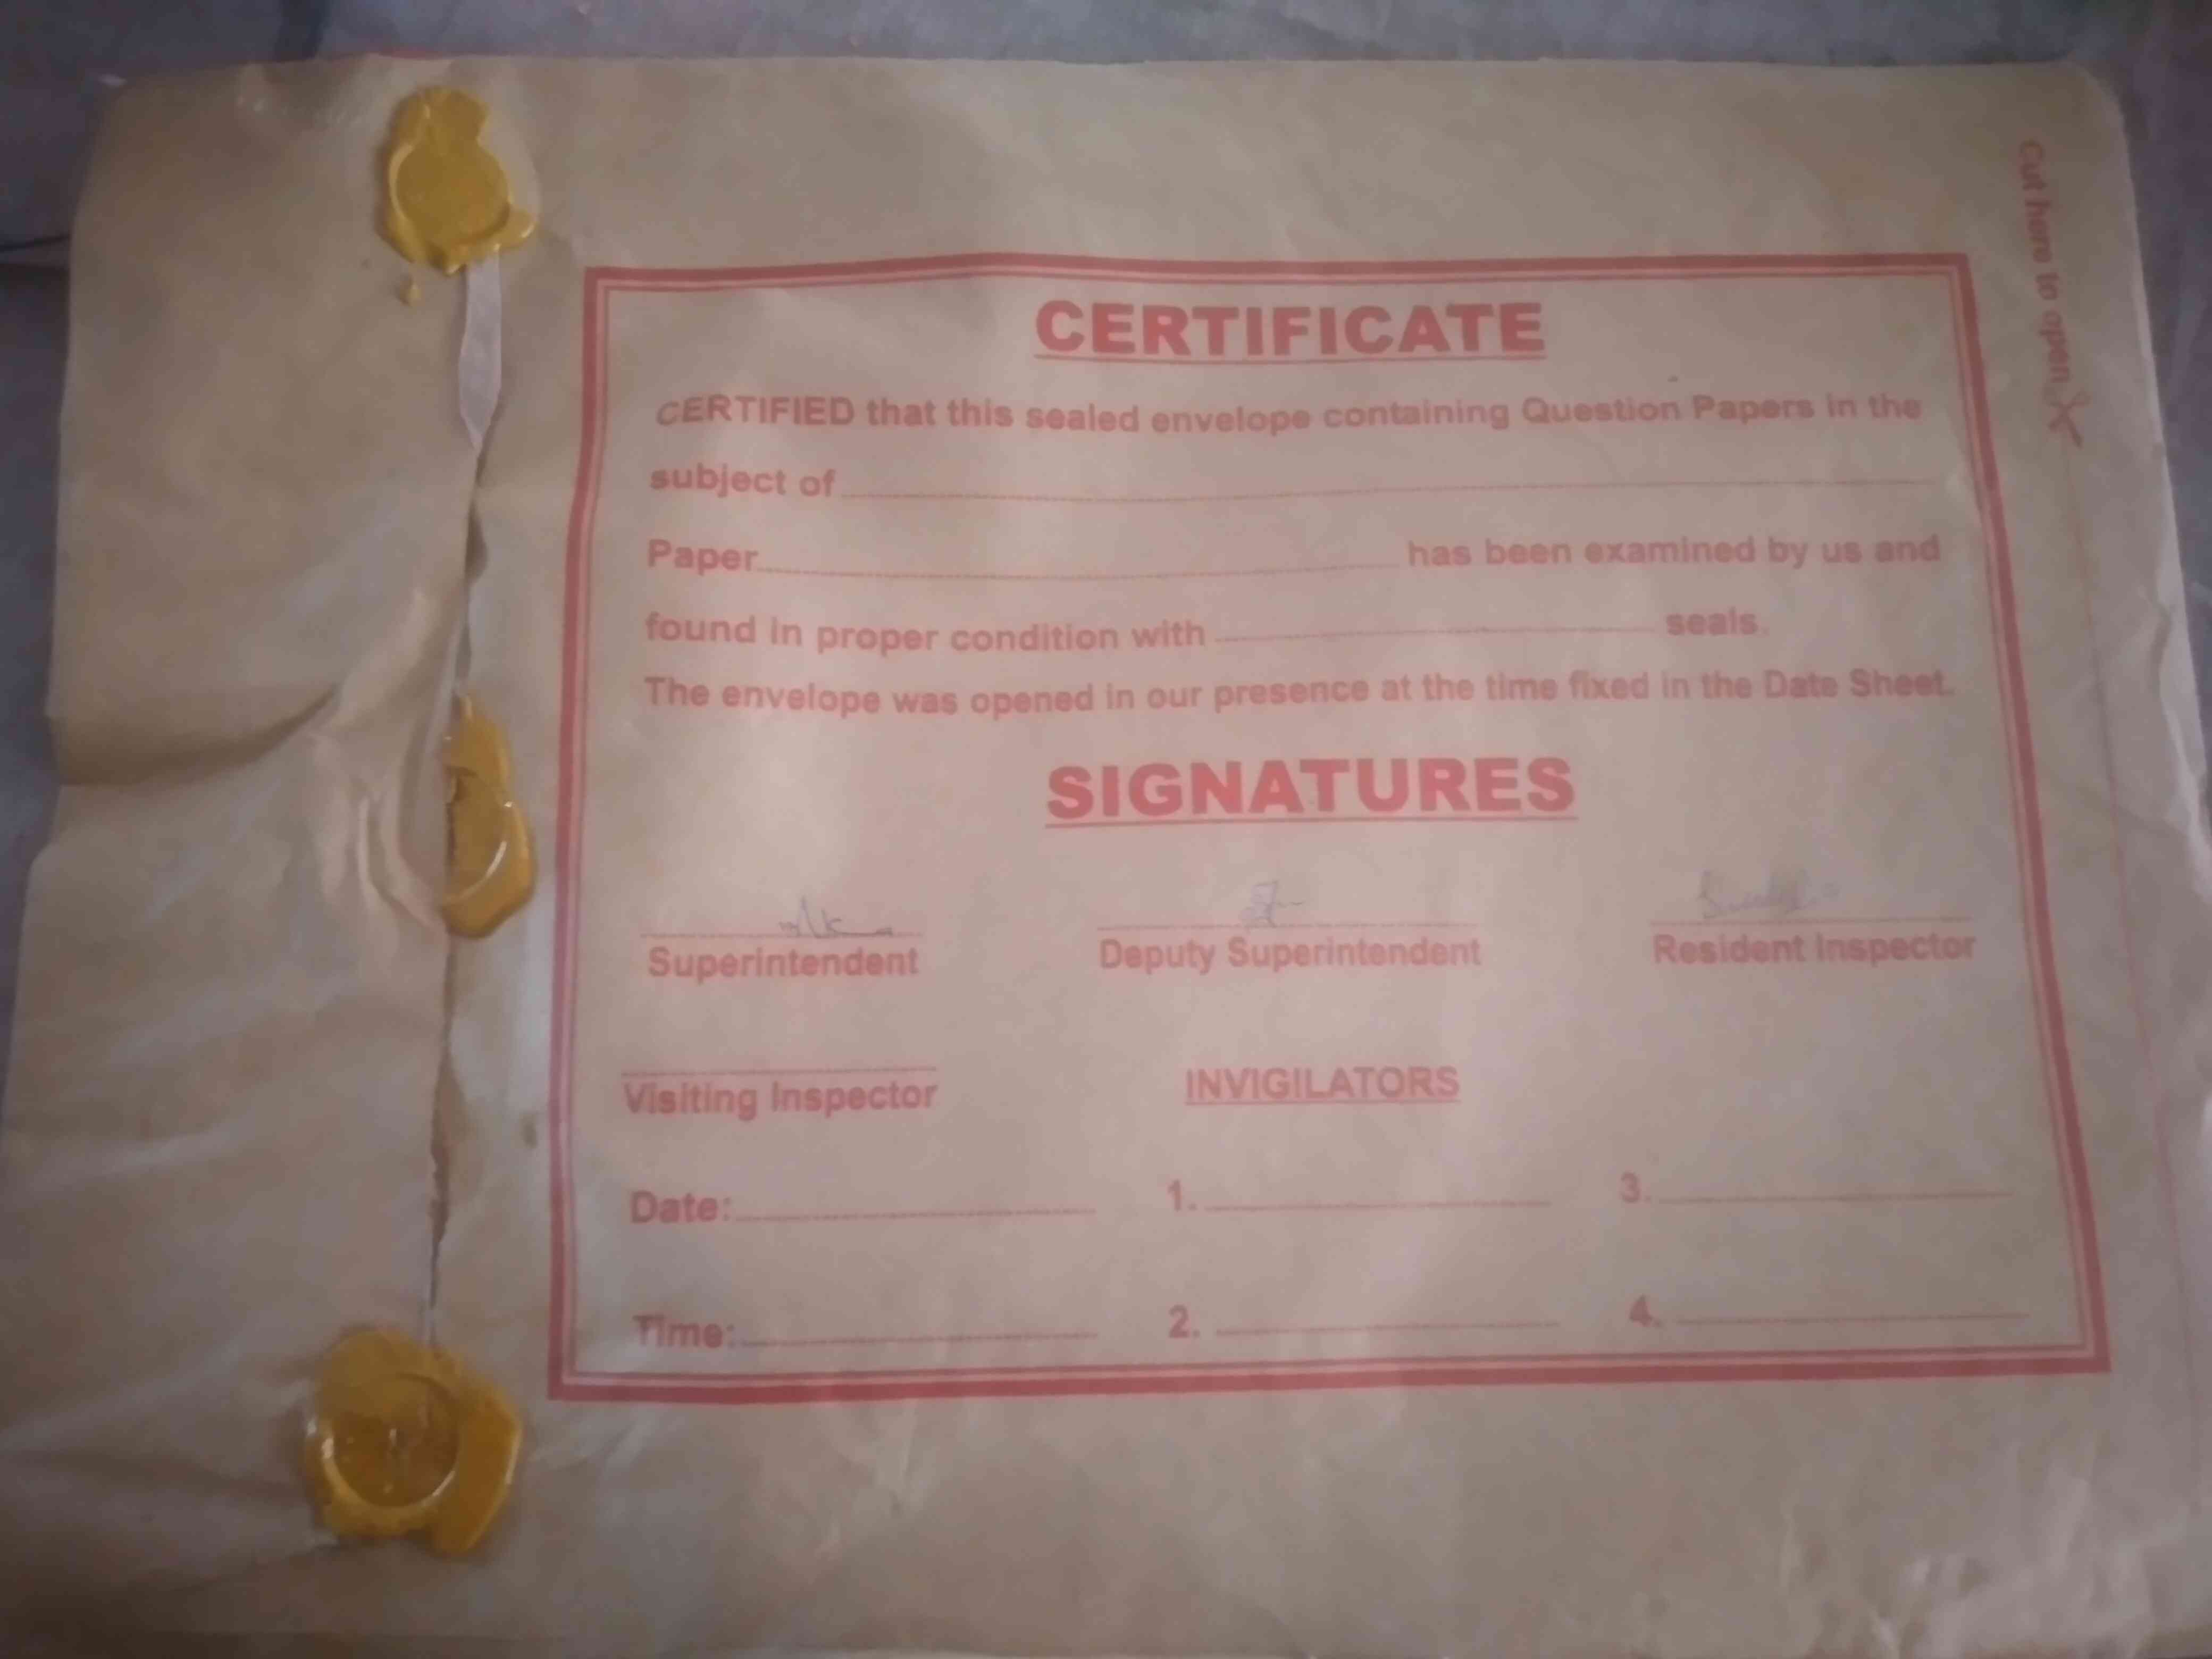 Cut here to open
CERTIFICATE
CERTIFIED that this sealed envelope containing Question Papers in the
subject of
Paper has been examined by us and
found in proper condition with seals.
The envelope was opened in our presence at the time fixed in the Date Sheet.
SIGNATURES
Superintendent Deputy Superintendent Resident Inspector
Visiting Inspector INVIGILATORS
Date: 1. 3.
Time: 2. 4.